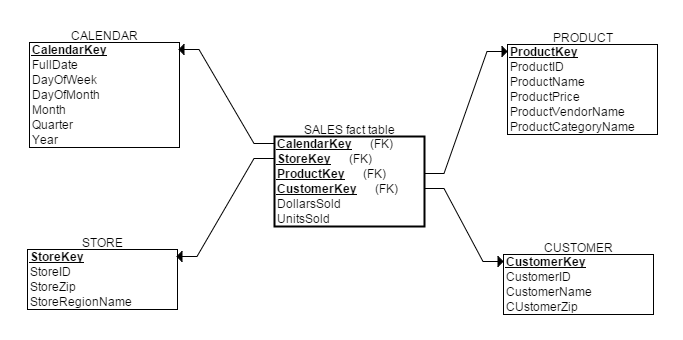 CALENDAR
CalendarKey
FullDate
DayOfWeek
DayOfMonth
Month
Quarter
Year
PRODUCT
ProductKey
ProductID
ProductName
ProductPrice
ProductVendorName
ProductCategoryName
SALES fact table
CalendarKey (FK)
StoreKey (FK)
ProductKey (FK)
CustomerKey (FK)
DollarsSold
UnitsSold
STORE
StoreKey
StoreID
StoreZip
StoreRegionName
CUSTOMER
CustomerKey
CustomerID
CustomerName
CUstomerZip